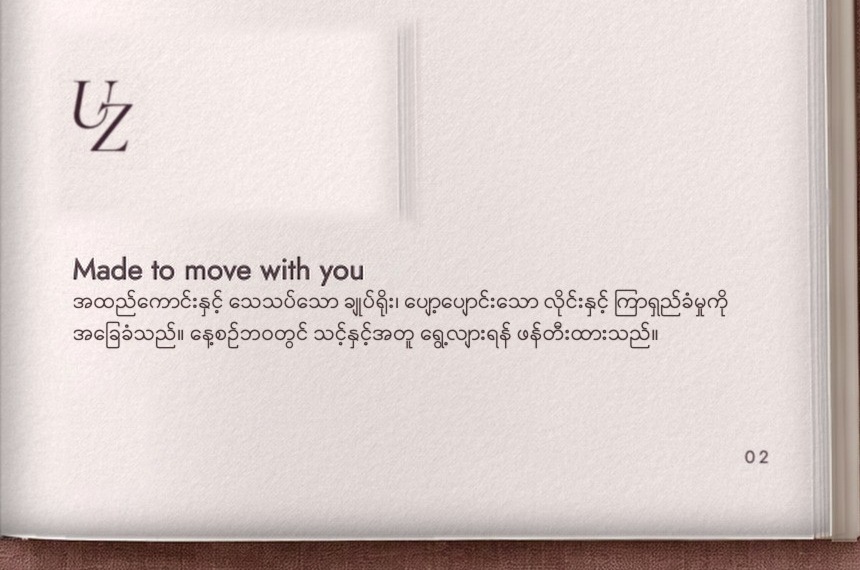 UZ
Made to move with you
အထည်ကောင်းနှင့် သေသပ်သော ချုပ်ရိုး၊ ပျော့ပျောင်းသော လိုင်းနှင့် ကြာရှည်ခံမှုကို
အခြေခံသည်။ နေ့စဉ်ဘဝတွင် သင့်နှင့်အတူ ရွေ့လျားရန် ဖန်တီးထားသည်။
02